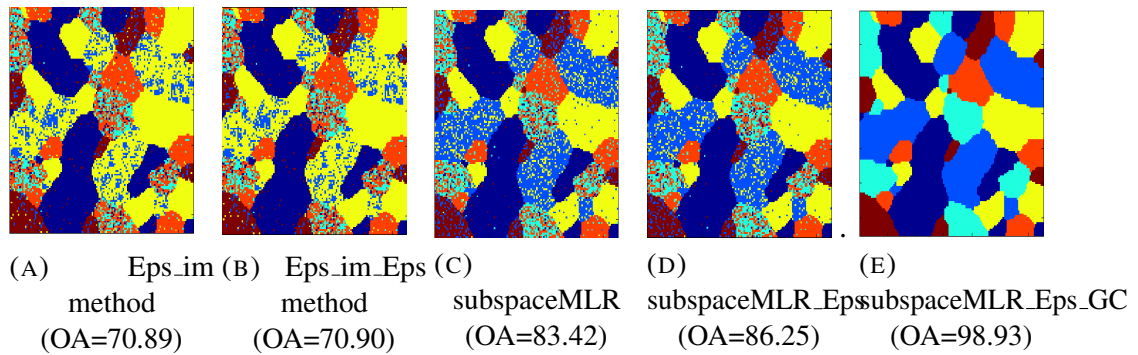 (A) Eps_im method (OA=70.89)
(B) Eps_im_Eps method (OA=70.90)
(C) subspaceMLR (OA=83.42)
(D) subspaceMLR_Eps (OA=86.25)
.
(E) subspaceMLR_Eps_GC (OA=98.93)